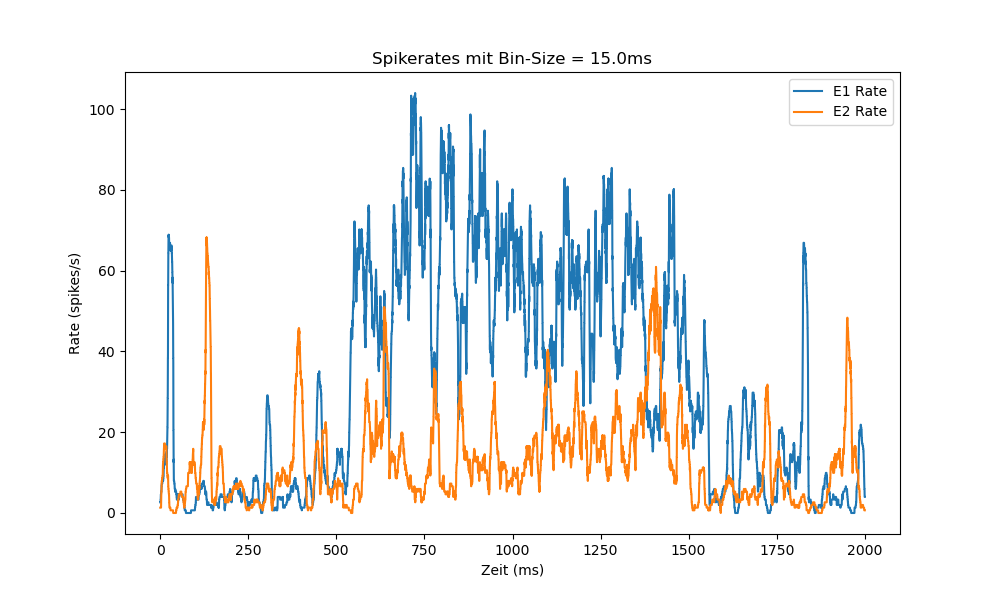 Spikerates mit Bin-Size = 15.0ms
E1 Rate
E2 Rate
100
80
60
40
20
0
Rate (spikes/s)
0 250 500 750 1000 1250 1500 1750 2000
Zeit (ms)